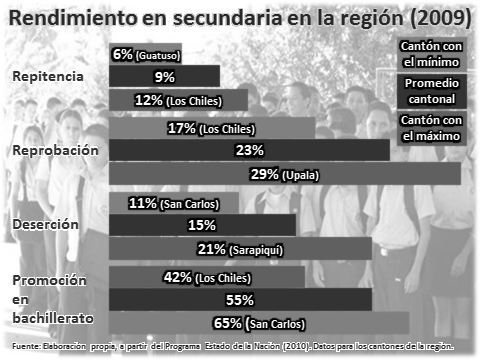 Rendimiento en secundaria en la región (2009)
6% (Guatuso)
Cantón con
el mínimo
Repitencia
9%
Promedio
cantonal
12% (Los Chiles)
17% (Los Chiles)
Cantón con
el máximo
Reprobación
23%
29% (Upala)
11% (San Carlos)
Deserción
15%
21% (Sarapiquí)
Promoción
en
bachillerato
42% (Los Chiles)
55%
65% (San Carlos)
Fuente: Elaboración propia, a partir del Programa Estado de la Nación (2010). Datos para los cantones de la región.